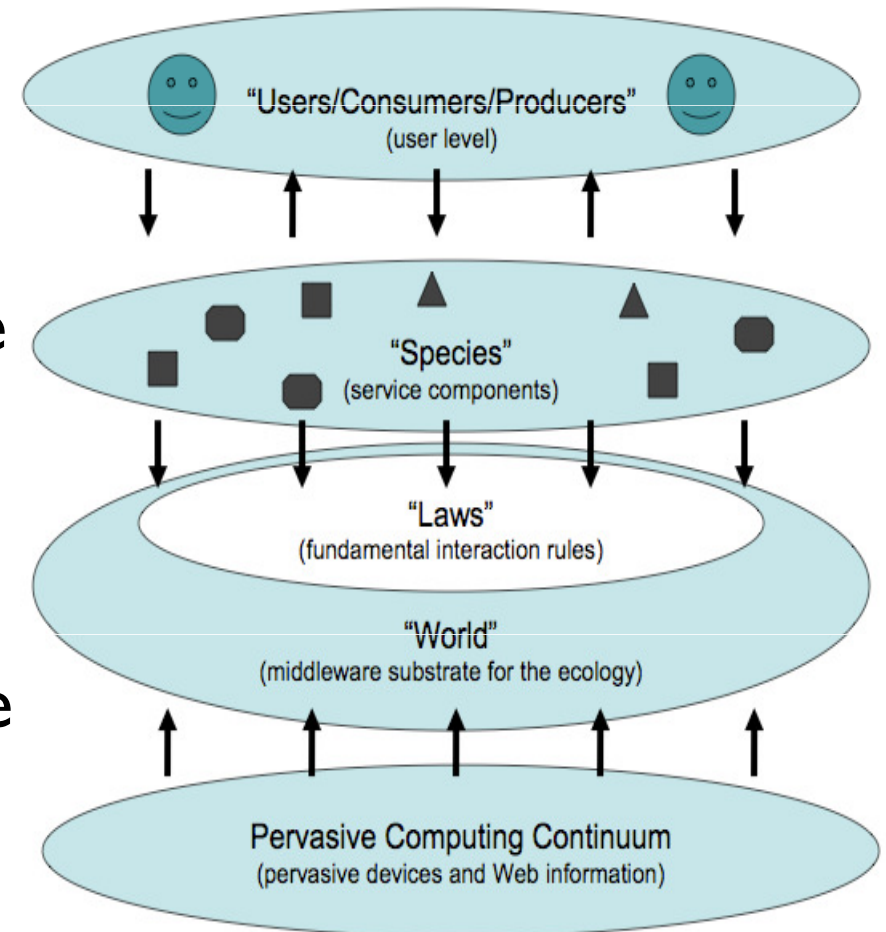 “Users/Consumers/Producers”
(user level)
e
“Species”
(service components)
“Laws”
(fundamental interaction rules)
“World”
(middleware substrate for the ecology)
e
Pervasive Computing Continuum
(pervasive devices and Web information)